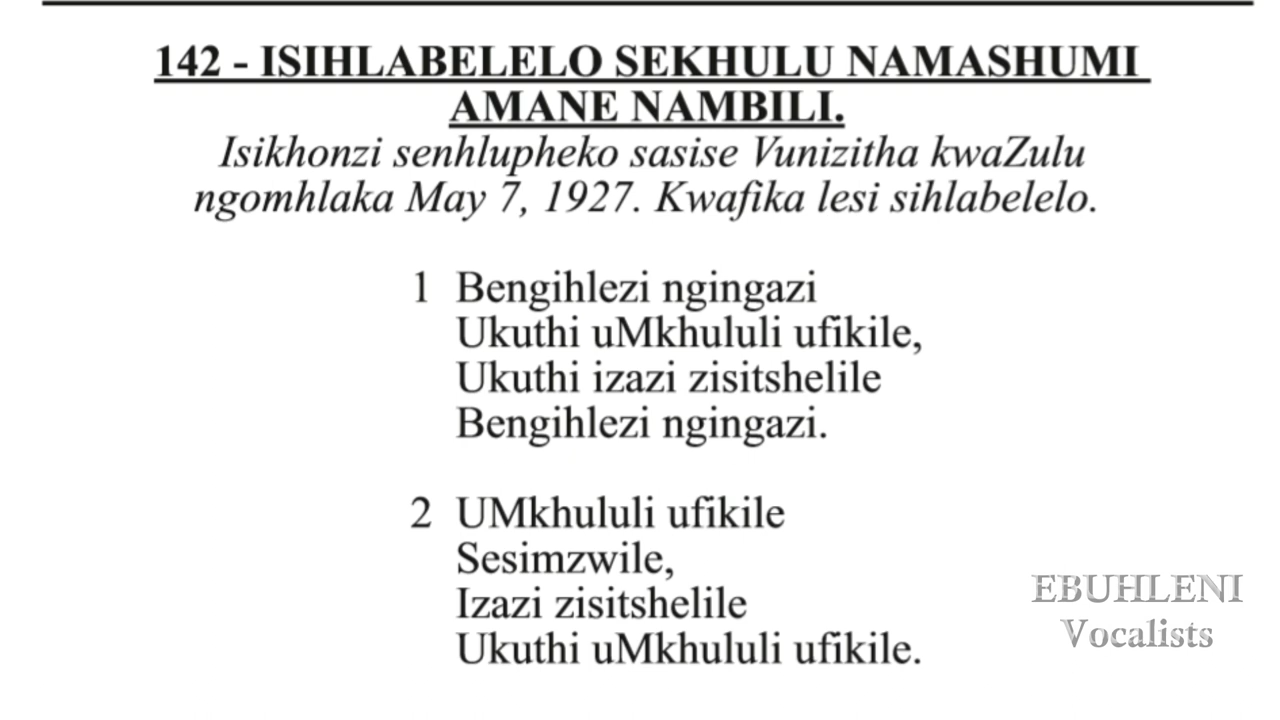 142 - ISIHLABELELO SEKHULU NAMASHUMI
AMANE NAMBILI.
Isikhonzi senhlupheko sasise Vunizitha kwaZulu
ngomhlaka May 7, 1927. Kwafika lesi sihlabelelo.
1 Bengihlezi ngingazi
Ukuthi uMkhululi ufikile,
Ukuthi izazi zisitshelile
Bengihlezi ngingazi.
2 UMkhululi ufikile
Sesimzwile,
Izazi zisitshelile
Ukuthi uMkhululi ufikile.
EBUHLENI
Vocalists